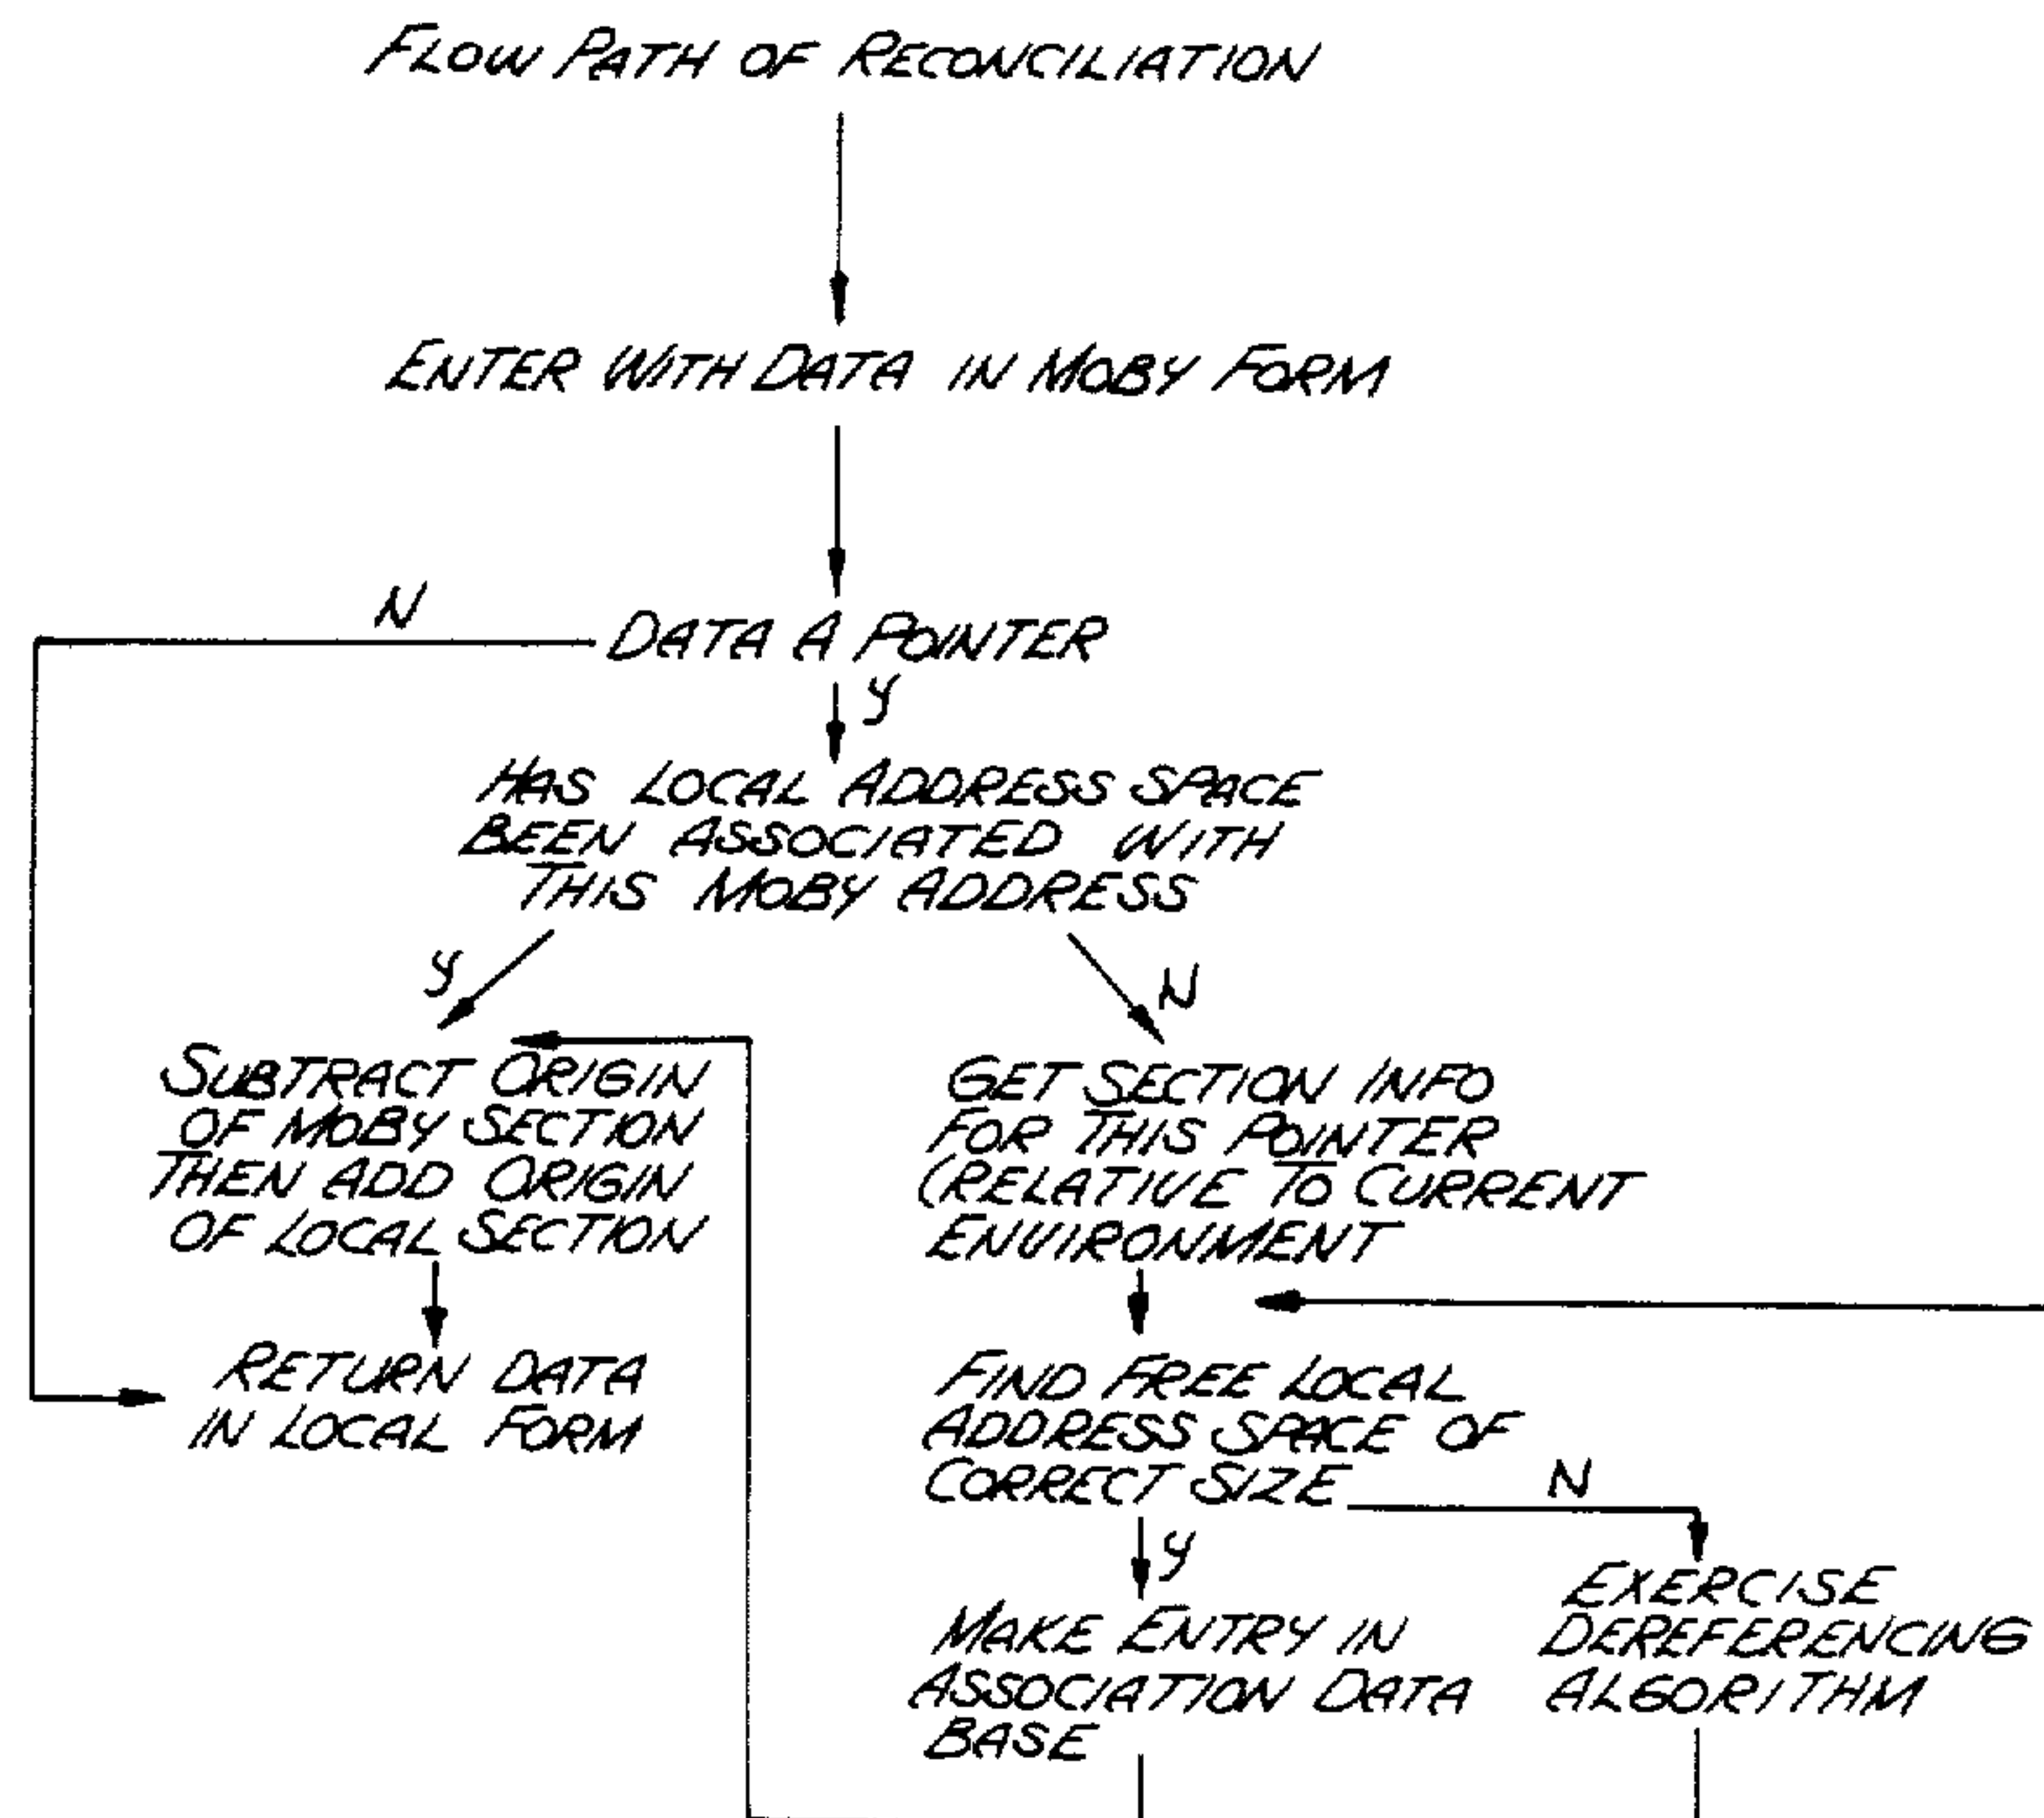 FLOW PATH OF RECONCILIATION
ENTER WITH DATA IN MOBY FORM
N
DATA A POINTER
Y
HAS LOCAL ADDRESS SPACE
BEEN ASSOCIATED WITH
THIS MOBY ADDRESS
Y
N
SUBTRACT ORIGIN
OF MOBY SECTION
THEN ADD ORIGIN
OF LOCAL SECTION
RETURN DATA
IN LOCAL FORM
GET SECTION INFO
FOR THIS POINTER
(RELATIVE TO CURRENT
ENVIRONMENT
FIND FREE LOCAL
ADDRESS SPACE OF
CORRECT SIZE
N
Y
MAKE ENTRY IN
ASSOCIATION DATA
BASE
EXERCISE
DEREFERENCING
ALGORITHM